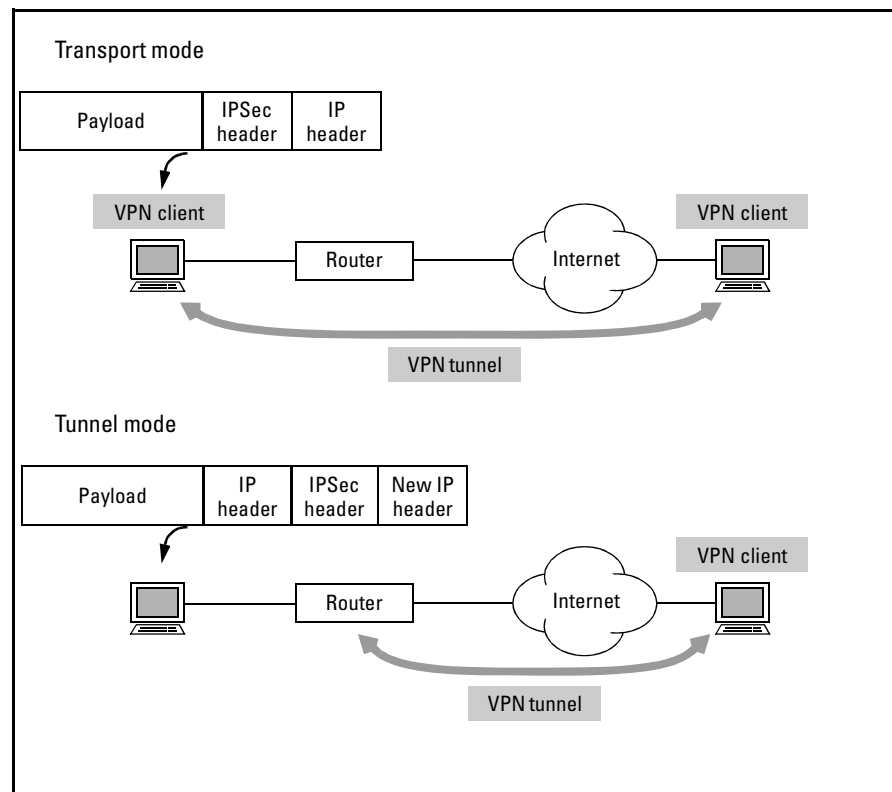 Transport mode
Payload
IPSec
header
IP
header
VPN client
VPN client
Router
Internet
VPN tunnel
Tunnel mode
Payload
IP
header
IPSec
header
New IP
header
VPN client
Router
Internet
VPN tunnel